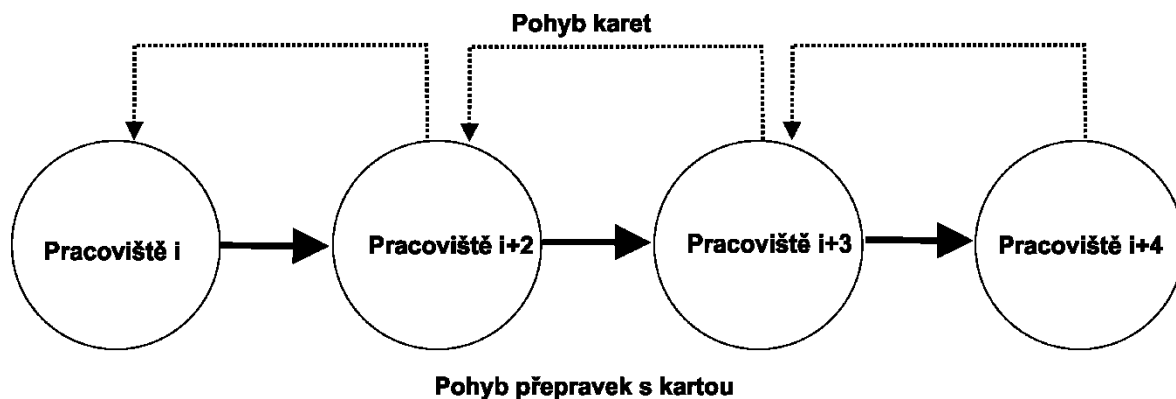 Pohyb karet
Pracoviště i
Pracoviště i+2
Pracoviště i+3
Pracoviště i+4
Pohyb přepravek s kartou